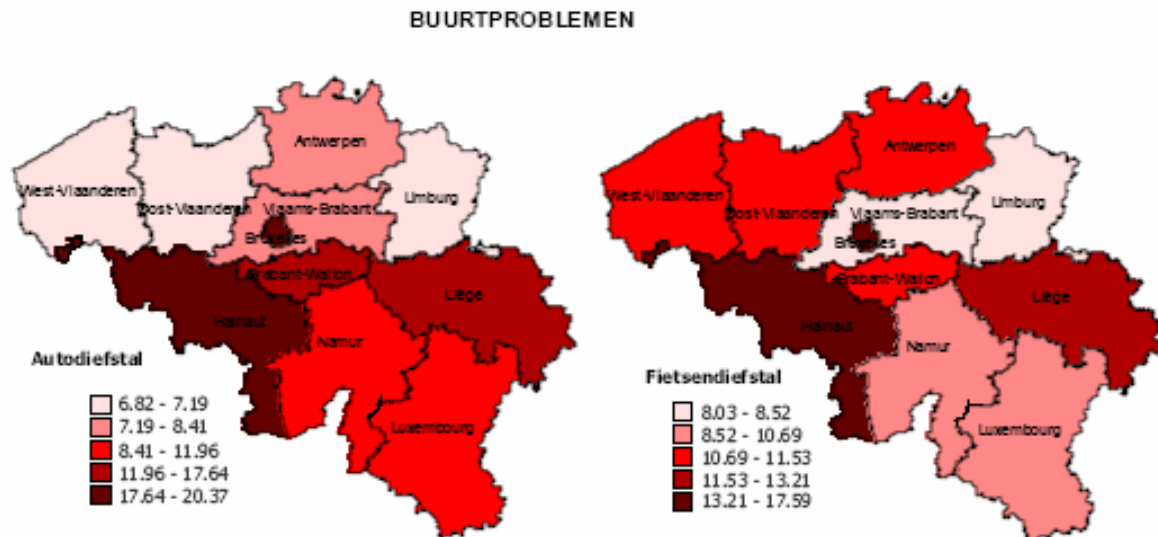 BUURTPROBLEMEN
Antwerpen
West-Vlaanderen
Oost-Vlaanderen
Vlaams-Brabant
Limburg
Bruxelles
Brabant-Wallon
Liège
Hainaut
Namur
Luxembourg
Autodiefstal
6.82 - 7.19
7.19 - 8.41
8.41 - 11.96
11.96 - 17.64
17.64 - 20.37
Antwerpen
West-Vlaanderen
Oost-Vlaanderen
Vlaams-Brabant
Limburg
Bruxelles
Brabant-Wallon
Liège
Hainaut
Namur
Luxembourg
Fietsendiefstal
8.03 - 8.52
8.52 - 10.69
10.69 - 11.53
11.53 - 13.21
13.21 - 17.59